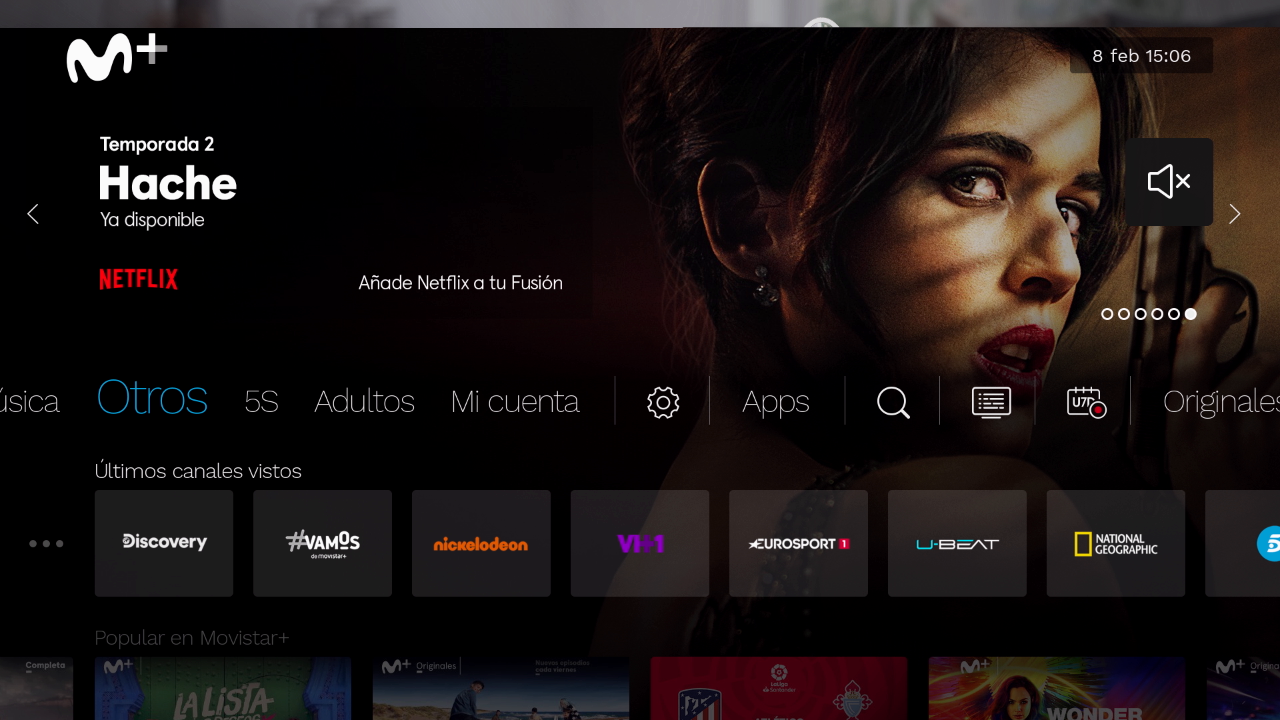 M+
8 feb 15:06
Temporada 2
Hache
Ya disponible
NETFLIX
Añade Netflix a tu Fusión
úsica Otros 5S Adultos Mi cuenta Apps U7D Originales
Últimos canales vistos
Discovery
#VAMOS
de movistar+
nickelodeon
VH1
EUROSPORT 1
U-BEAT
NATIONAL
GEOGRAPHIC
5
Popular en Movistar+
Completa
M+
LA LISTA
M+ Originales
Nuevos episodios
cada viernes
LaLiga
Santander
M+
WONDER
M+